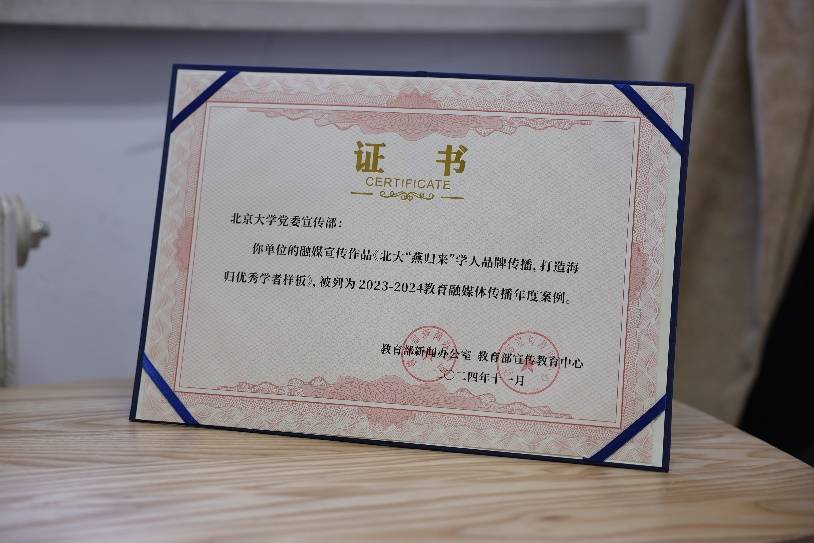 证 书
CERTIFICATE
北京大学党委宣传部：
你单位的融媒宣传作品《北大“燕归来”学人品牌传播，打造海
归优秀学者样板》，被列为2023-2024教育融媒体传播年度案例。
教育部新闻办公室 教育部宣传教育中心
二〇二四年十一月